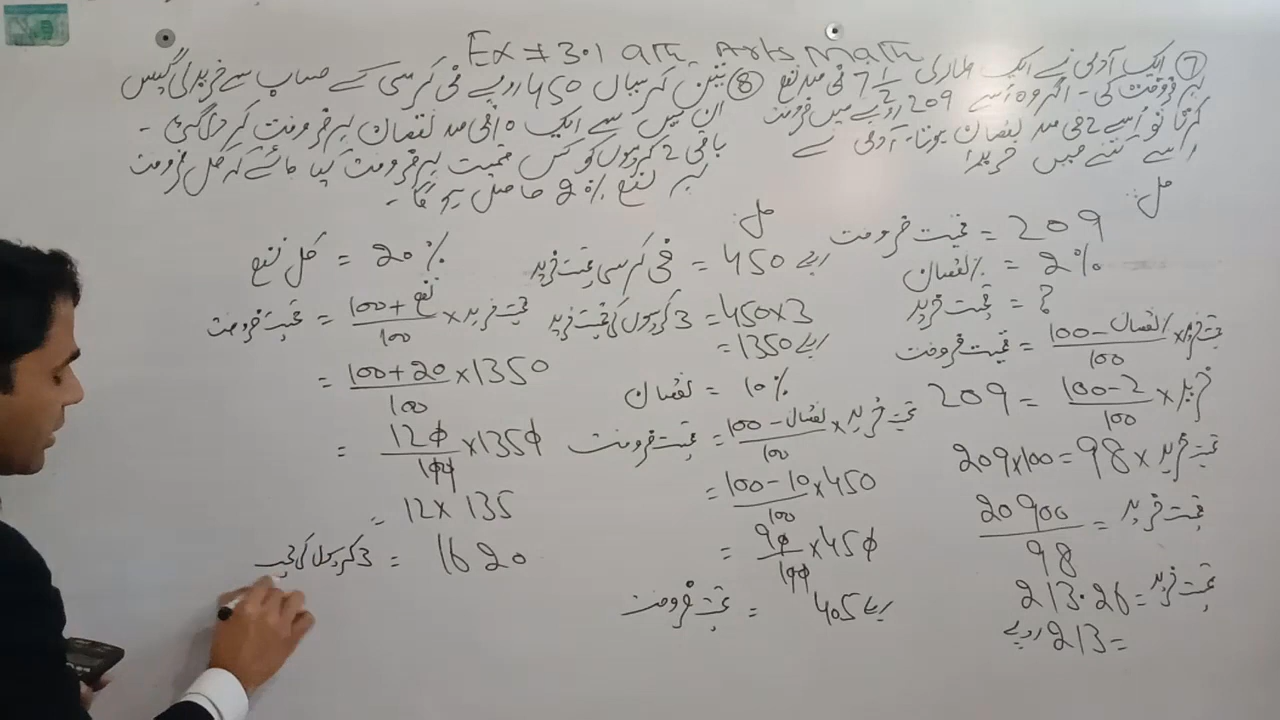 Ex # 3.1 9th Arts Math
⑦ ایک آدمی نے ایک الماری 7 1/2 فی صد نفع
پر فروخت کی۔ اگر وہ اُسے 209 روپے میں فروخت
کرتا تو اُسے 2 فی صد نقصان ہوتا۔ آدمی نے
اسے کتنے میں خریدا
حل:
قیمت فروخت = 209
%نقصان = 2%
قیمت خرید = ?
قیمت فروخت = (100 - %نقصان)/100 × قیمت خرید
209 = (100-2)/100 × خرید
209×100 = 98 × قیمت خرید
20900/98 = قیمت خرید
قیمت خرید = 213.26
= 213 روپے
⑧ تین کرسیاں 450 روپے فی کرسی کے حساب سے خریدی گئیں
ان میں سے ایک 10 فی صد نقصان پر فروخت کر دی گئی۔
باقی 2 کرسیوں کو کس قیمت پر فروخت کیا جائے کہ کل فروخت
پر نفع 20% حاصل ہو گا۔
حل:
فی کرسی قیمت خرید = 450 روپے
3 کرسیوں کی قیمت خرید = 450×3
= 1350 روپے
نقصان = 10%
قیمت فروخت = (100 - نقصان)/100 × قیمت خرید
= (100-10)/100 × 450
= 90/100 × 450
قیمت فروخت = 405 روپے
کل نفع = 20%
قیمت فروخت = (100 + نفع)/100 × قیمت خرید
= (100+20)/100 × 1350
= 120/100 × 1350
= 12 × 135
3 کرسیوں کی قیمت = 1620